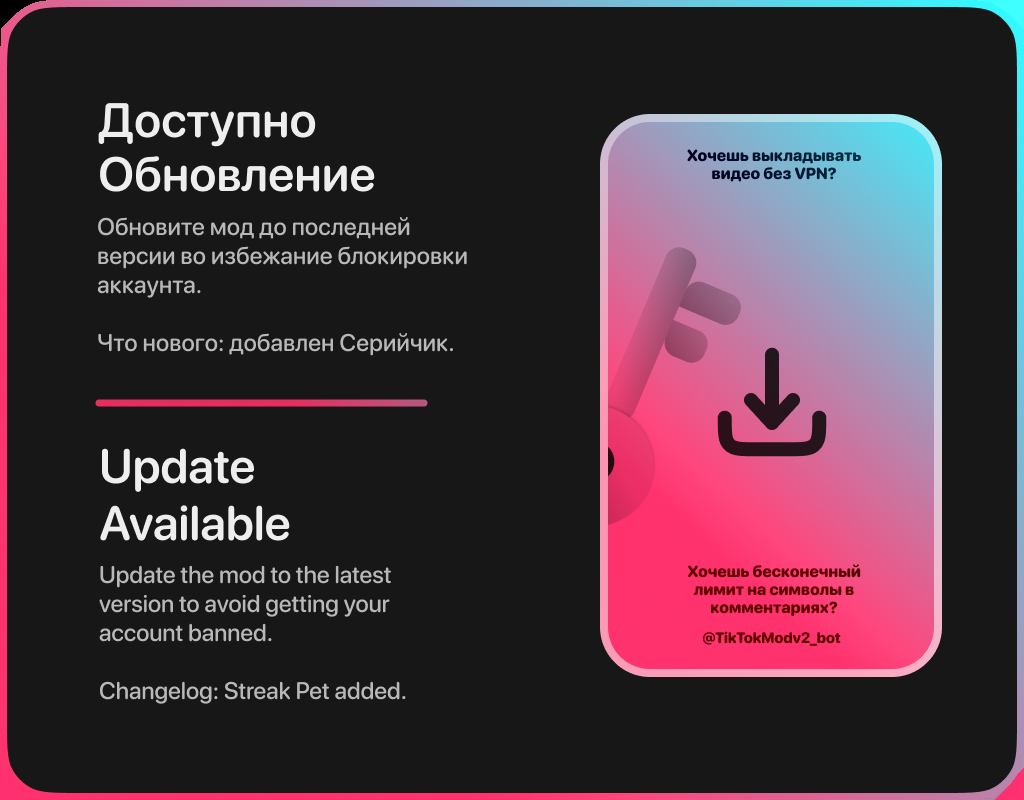 Доступно
Обновление
Обновите мод до последней
версии во избежание блокировки
аккаунта.
Что нового: добавлен Серийчик.
Update
Available
Update the mod to the latest
version to avoid getting your
account banned.
Changelog: Streak Pet added.
Хочешь выкладывать
видео без VPN?
Хочешь бесконечный
лимит на символы в
комментариях?
@TikTokModv2_bot